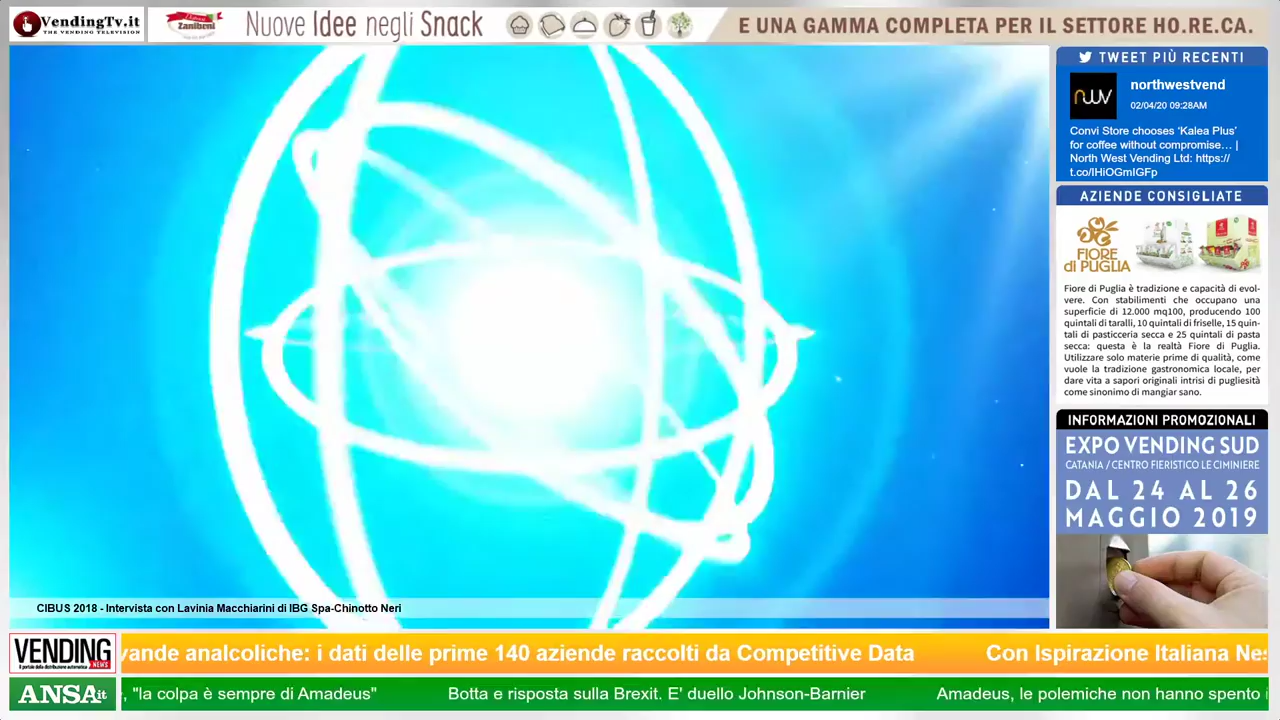 VendingTv.it
THE VENDING TELEVISION
Zanibeni
Nuove Idee negli Snack
E UNA GAMMA COMPLETA PER IL SETTORE HO.RE.CA.
TWEET PIÙ RECENTI
northwestvend
02/04/20 09:28AM
Convi Store chooses ‘Kalea Plus’
for coffee without compromise… |
North West Vending Ltd: https://
t.co/IHiOGmIGFp
AZIENDE CONSIGLIATE
FIORE
di PUGLIA
Fiore di Puglia è tradizione e capacità di evol-
vere. Con stabilimenti che occupano una
superficie di 12.000 mq100, producendo 100
quintali di taralli, 10 quintali di friselle, 15 quin-
tali di pasticceria secca e 25 quintali di pasta
secca: questa è la realtà Fiore di Puglia.
Utilizzare solo materie prime di qualità, come
vuole la tradizione gastronomica locale, per
dare vita a sapori originali intrisi di pugliesità
come sinonimo di mangiar sano.
INFORMAZIONI PROMOZIONALI
EXPO VENDING SUD
CATANIA / CENTRO FIERISTICO LE CIMINIERE
DAL 24 AL 26
MAGGIO 2019
CIBUS 2018 - Intervista con Lavinia Macchiarini di IBG Spa-Chinotto Neri
VENDING
NEWS
Il portale della distribuzione automatica
vande analcoliche: i dati delle prime 140 aziende raccolti da Competitive Data Con Ispirazione Italiana Nes
ANSA.it
, "la colpa è sempre di Amadeus" Botta e risposta sulla Brexit. E' duello Johnson-Barnier Amadeus, le polemiche non hanno spento i